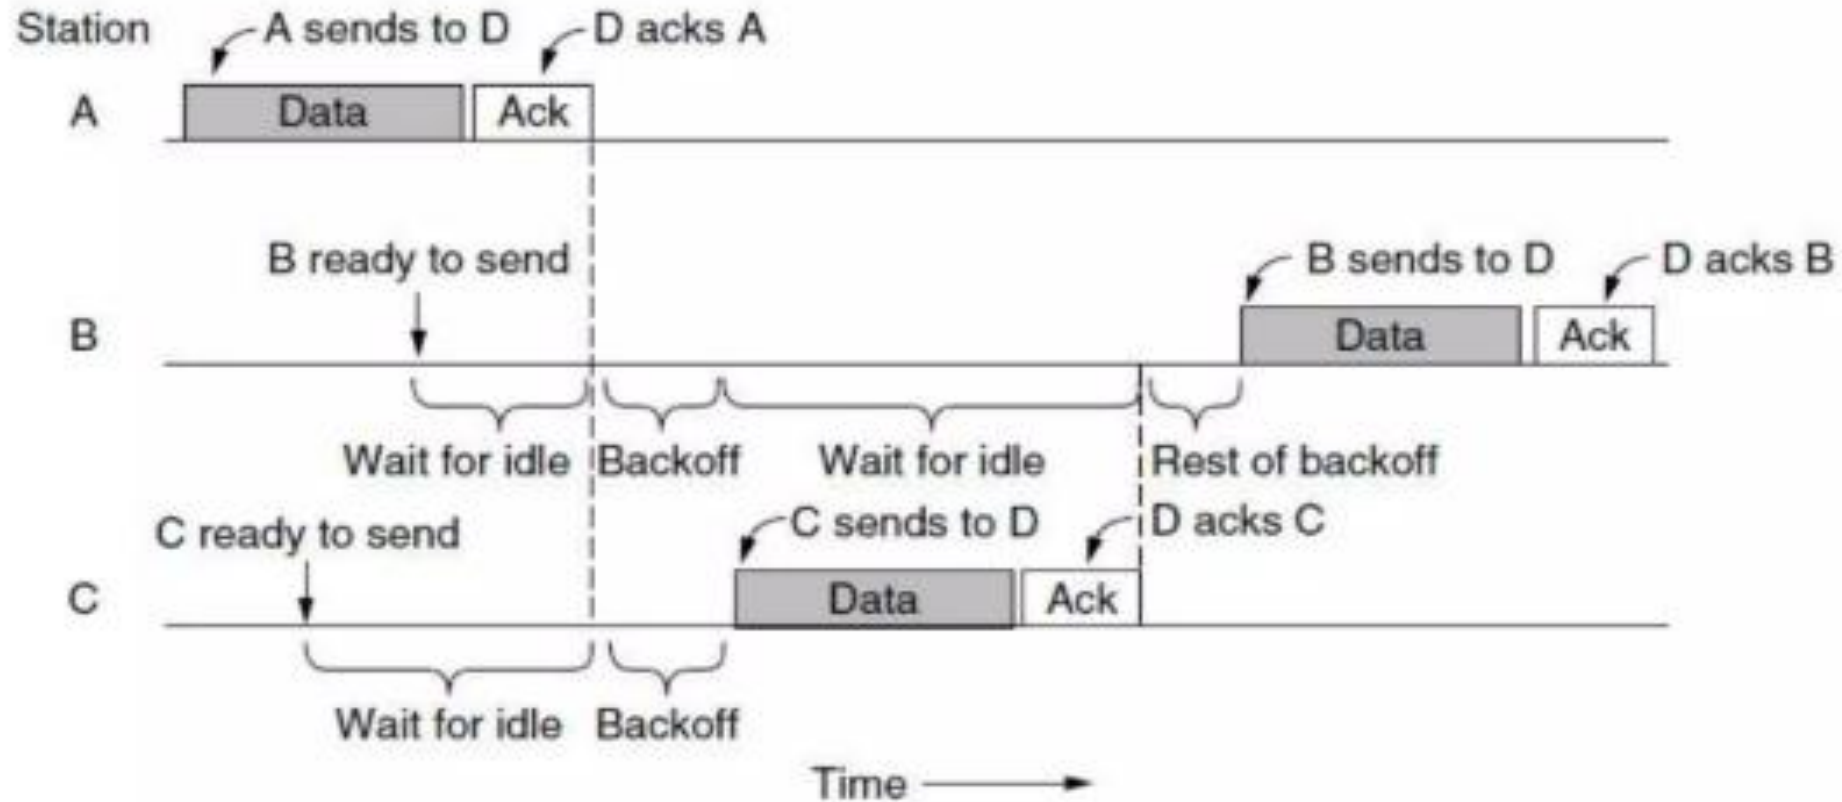 Station
A sends to D
D acks A
A
Data
Ack
B ready to send
B sends to D
D acks B
B
Data
Ack
Wait for idle
Backoff
Wait for idle
Rest of backoff
C ready to send
C sends to D
D acks C
C
Data
Ack
Wait for idle
Backoff
Time